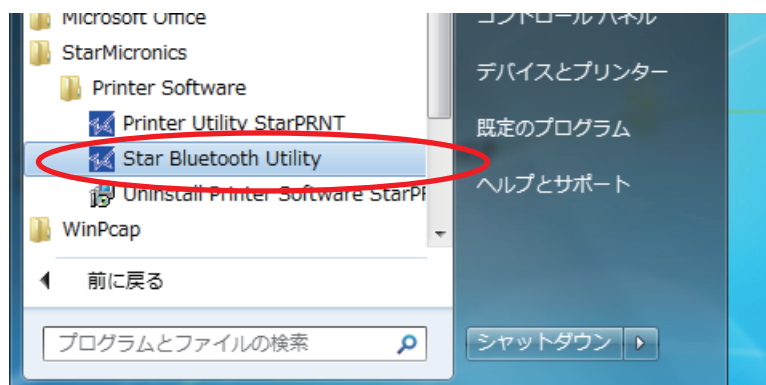 Microsoft Office
StarMicronics
Printer Software
Printer Utility StarPRNT
Star Bluetooth Utility
Uninstall Printer Software StarPR
WinPcap
前に戻る
プログラムとファイルの検索
コントロール パネル
デバイスとプリンター
既定のプログラム
ヘルプとサポート
シャットダウン